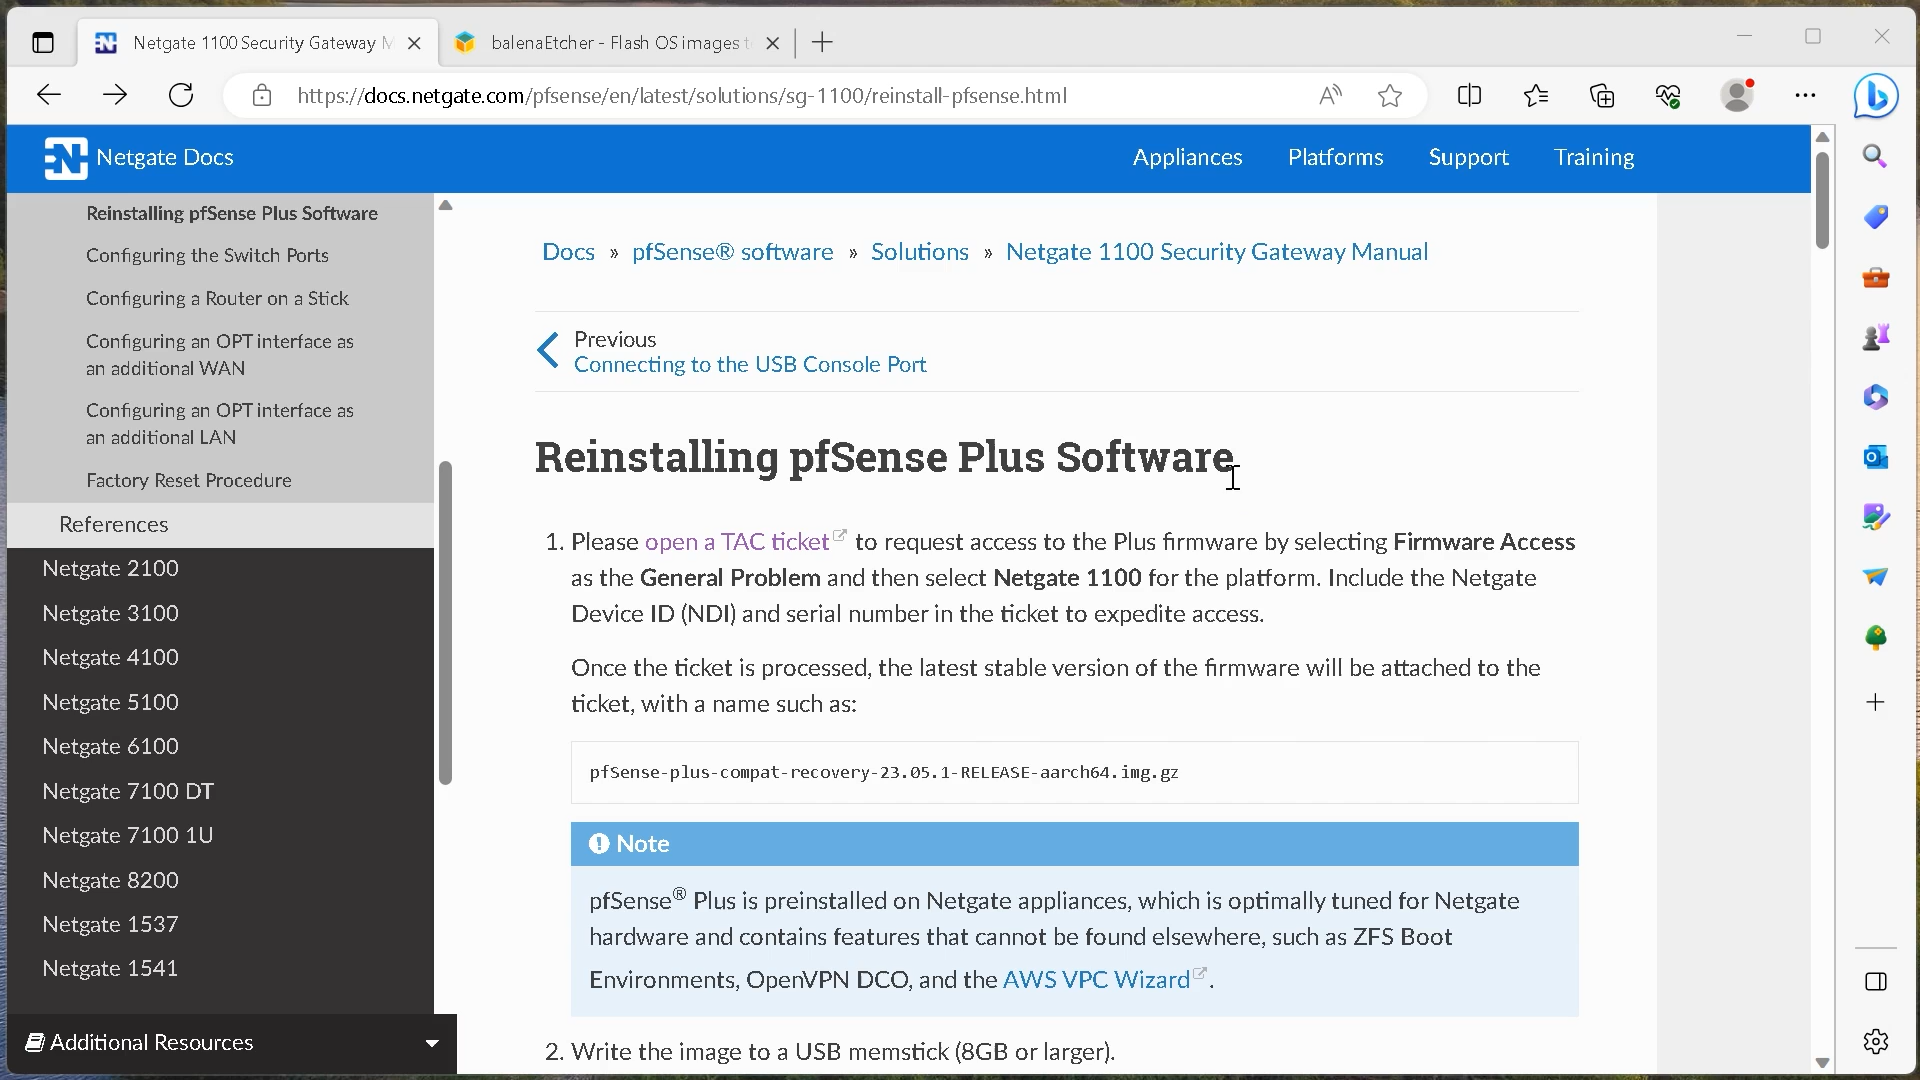 Netgate 1100 Security Gateway M
balenaEtcher - Flash OS images t
https://docs.netgate.com/pfsense/en/latest/solutions/sg-1100/reinstall-pfsense.html
Netgate Docs
Appliances
Platforms
Support
Training
Reinstalling pfSense Plus Software
Configuring the Switch Ports
Configuring a Router on a Stick
Configuring an OPT interface as
an additional WAN
Configuring an OPT interface as
an additional LAN
Factory Reset Procedure
References
Netgate 2100
Netgate 3100
Netgate 4100
Netgate 5100
Netgate 6100
Netgate 7100 DT
Netgate 7100 1U
Netgate 8200
Netgate 1537
Netgate 1541
Additional Resources
Docs » pfSense® software » Solutions » Netgate 1100 Security Gateway Manual
Previous
Connecting to the USB Console Port
Reinstalling pfSense Plus Software
1. Please open a TAC ticket to request access to the Plus firmware by selecting Firmware Access
as the General Problem and then select Netgate 1100 for the platform. Include the Netgate
Device ID (NDI) and serial number in the ticket to expedite access.
Once the ticket is processed, the latest stable version of the firmware will be attached to the
ticket, with a name such as:
pfSense-plus-compat-recovery-23.05.1-RELEASE-aarch64.img.gz
Note
pfSense® Plus is preinstalled on Netgate appliances, which is optimally tuned for Netgate
hardware and contains features that cannot be found elsewhere, such as ZFS Boot
Environments, OpenVPN DCO, and the AWS VPC Wizard.
2. Write the image to a USB memstick (8GB or larger).